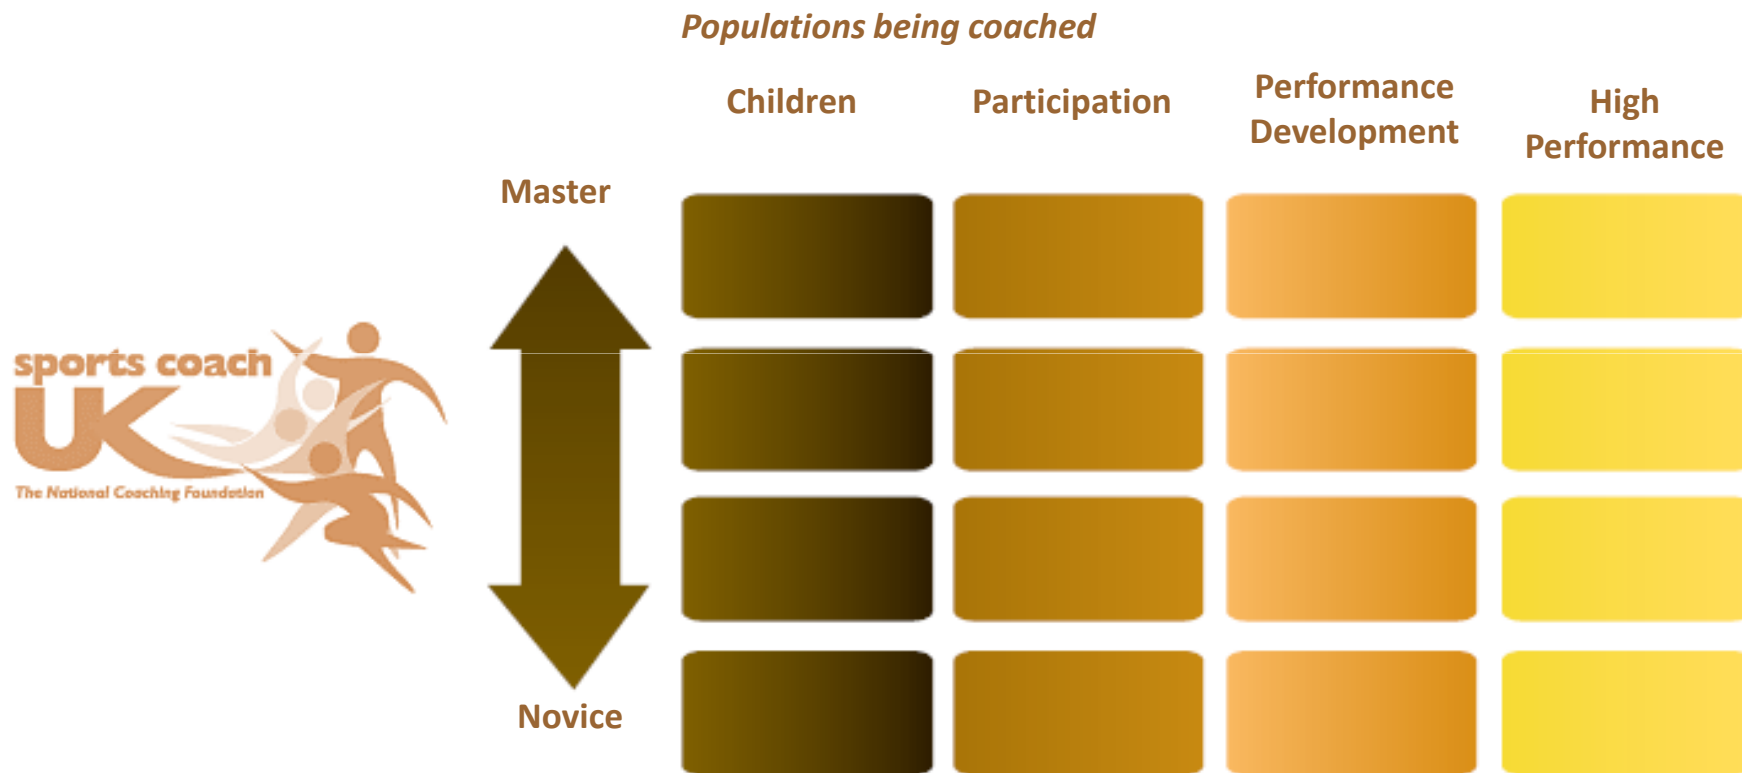 Populations being coached
Children
Participation
Performance
Development
High
Performance
Master
sports coach
UK
The National Coaching Foundation
Novice